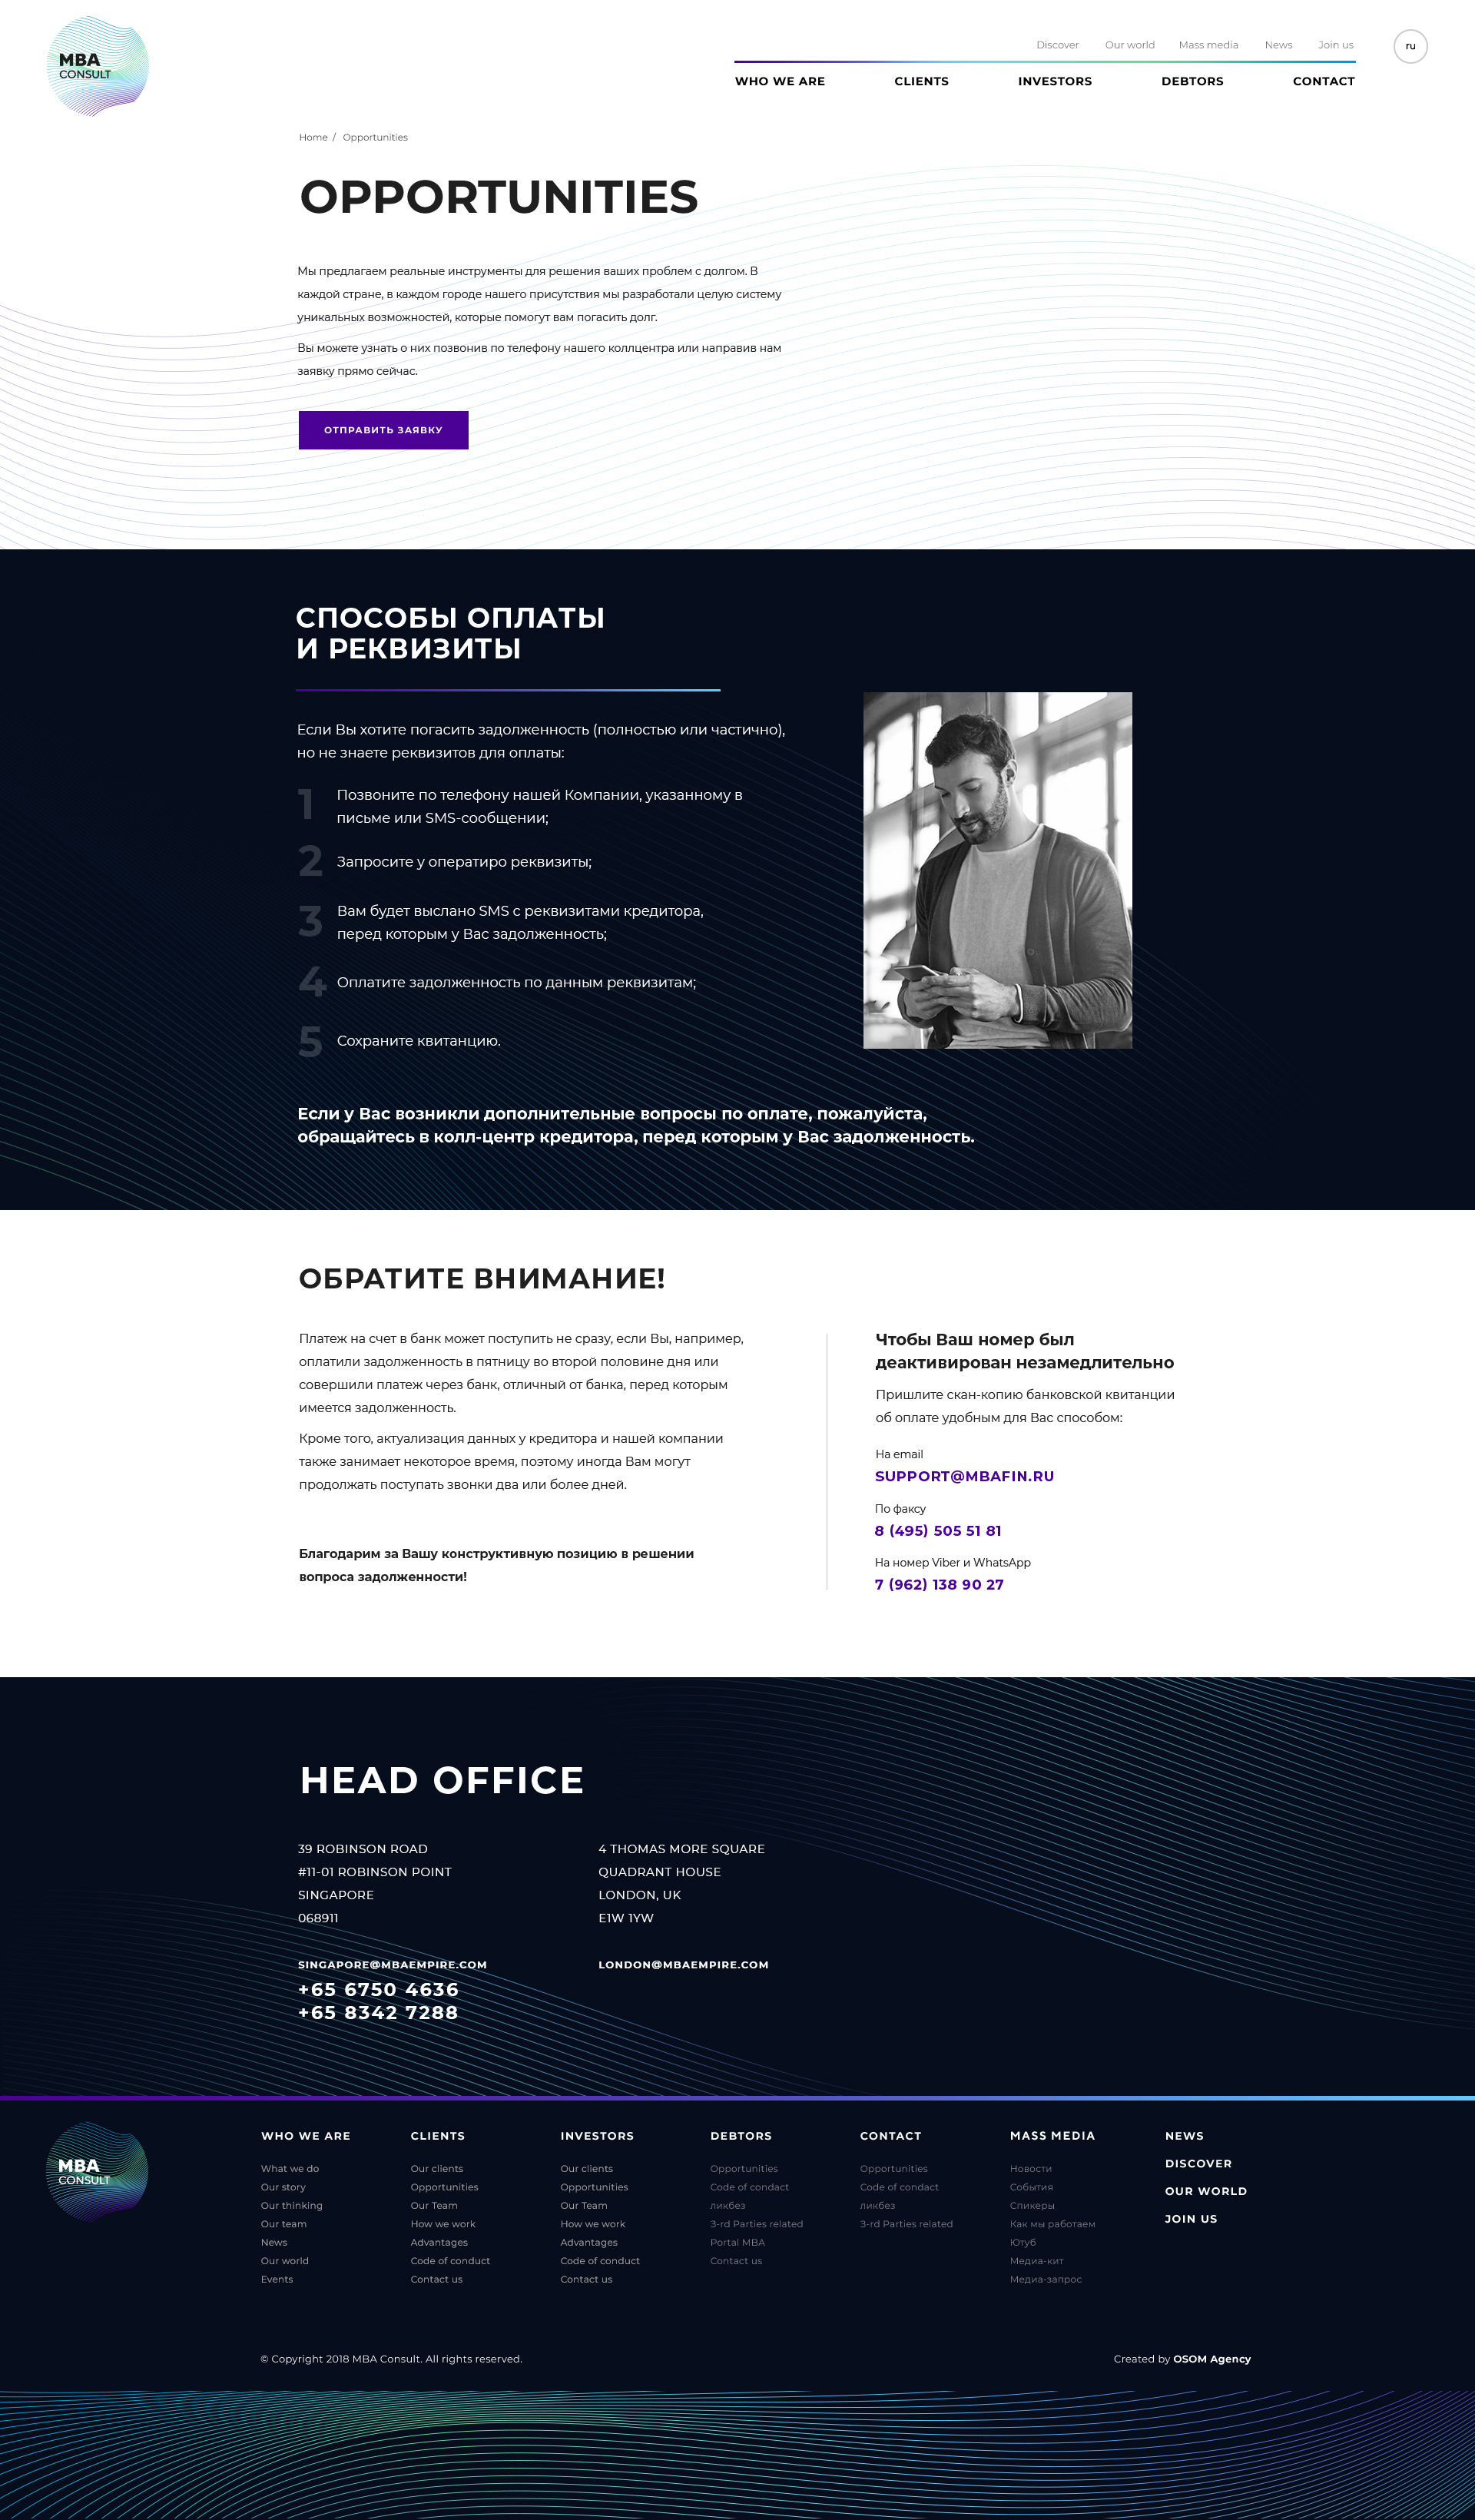 MBA
CONSULT
Discover Our world Mass media News Join us
ru
WHO WE ARE CLIENTS INVESTORS DEBTORS CONTACT
Home / Opportunities
OPPORTUNITIES
Мы предлагаем реальные инструменты для решения ваших проблем с долгом. В
каждой стране, в каждом городе нашего присутствия мы разработали целую систему
уникальных возможностей, которые помогут вам погасить долг.
Вы можете узнать о них позвонив по телефону нашего коллцентра или направив нам
заявку прямо сейчас.
ОТПРАВИТЬ ЗАЯВКУ
СПОСОБЫ ОПЛАТЫ
И РЕКВИЗИТЫ
Если Вы хотите погасить задолженность (полностью или частично),
но не знаете реквизитов для оплаты:
1 Позвоните по телефону нашей Компании, указанному в
письме или SMS-сообщении;
2 Запросите у оператиро реквизиты;
3 Вам будет выслано SMS с реквизитами кредитора,
перед которым у Вас задолженность;
4 Оплатите задолженность по данным реквизитам;
5 Сохраните квитанцию.
Если у Вас возникли дополнительные вопросы по оплате, пожалуйста,
обращайтесь в колл-центр кредитора, перед которым у Вас задолженность.
ОБРАТИТЕ ВНИМАНИЕ!
Платеж на счет в банк может поступить не сразу, если Вы, например,
оплатили задолженность в пятницу во второй половине дня или
совершили платеж через банк, отличный от банка, перед которым
имеется задолженность.
Кроме того, актуализация данных у кредитора и нашей компании
также занимает некоторое время, поэтому иногда Вам могут
продолжать поступать звонки два или более дней.
Благодарим за Вашу конструктивную позицию в решении
вопроса задолженности!
Чтобы Ваш номер был
деактивирован незамедлительно
Пришлите скан-копию банковской квитанции
об оплате удобным для Вас способом:
На email
SUPPORT@MBAFIN.RU
По факсу
8 (495) 505 51 81
На номер Viber и WhatsApp
7 (962) 138 90 27
HEAD OFFICE
39 ROBINSON ROAD
#11-01 ROBINSON POINT
SINGAPORE
068911
SINGAPORE@MBAEMPIRE.COM
+65 6750 4636
+65 8342 7288
4 THOMAS MORE SQUARE
QUADRANT HOUSE
LONDON, UK
E1W 1YW
LONDON@MBAEMPIRE.COM
MBA
CONSULT
WHO WE ARE
What we do
Our story
Our thinking
Our team
News
Our world
Events
CLIENTS
Our clients
Opportunities
Our Team
How we work
Advantages
Code of conduct
Contact us
INVESTORS
Our clients
Opportunities
Our Team
How we work
Advantages
Code of conduct
Contact us
DEBTORS
Opportunities
Code of condact
ликбез
3-rd Parties related
Portal MBA
Contact us
CONTACT
Opportunities
Code of condact
ликбез
3-rd Parties related
MASS MEDIA
Новости
События
Спикеры
Как мы работаем
Ютуб
Медиа-кит
Медиа-запрос
NEWS
DISCOVER
OUR WORLD
JOIN US
© Copyright 2018 MBA Consult. All rights reserved.
Created by OSOM Agency